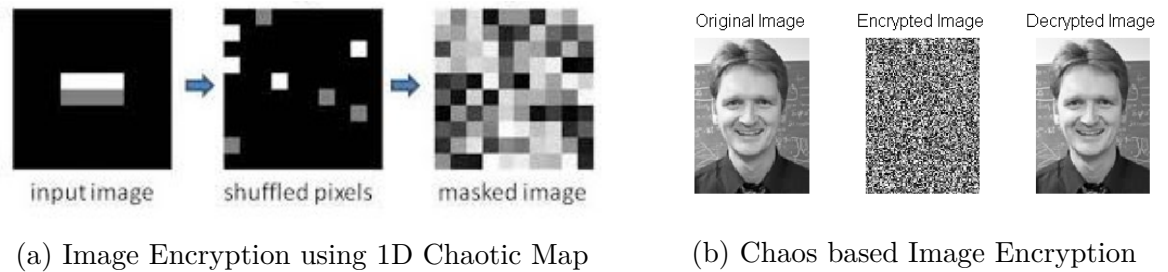 Original Image Encrypted Image Decrypted Image
input image shuffled pixels masked image
(a) Image Encryption using 1D Chaotic Map
(b) Chaos based Image Encryption